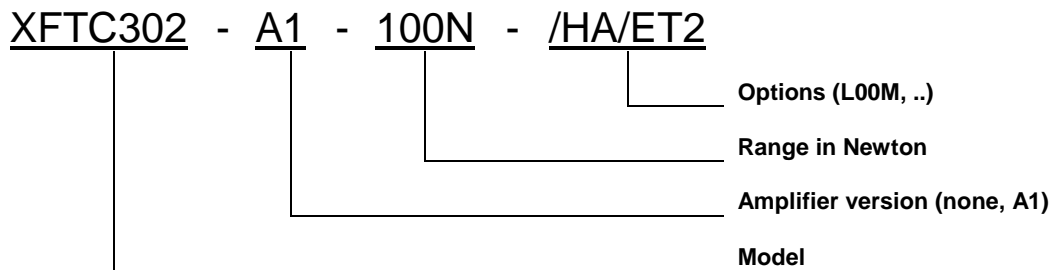 XFTC302 - A1 - 100N - /HA/ET2
Options (L00M, ..)
Range in Newton
Amplifier version (none, A1)
Model